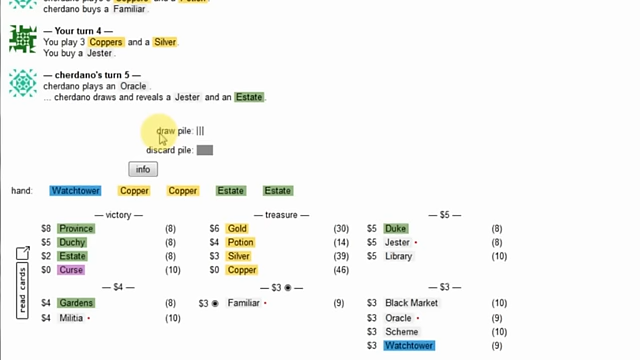 cherdano buys a Familiar.
— Your turn 4 —
You play 3 Coppers and a Silver.
You buy a Jester.
— cherdano's turn 5 —
cherdano plays an Oracle.
... cherdano draws and reveals a Jester and an Estate.
draw pile:
discard pile:
info
hand: Watchtower Copper Copper Estate Estate
— victory — — treasure — — $5 —
$8 Province (8) $6 Gold (30) $5 Duke (8)
$5 Duchy (8) $4 Potion (14) $5 Jester (8)
$2 Estate (8) $3 Silver (39) $5 Library (10)
$0 Curse (10) $0 Copper (46)
— $4 — — $3 ◉ — — $3 —
$4 Gardens (8) $3 ◉ Familiar (9) $3 Black Market (10)
$4 Militia (10) $3 Oracle (9)
$3 Scheme (10)
$3 Watchtower (9)
read cards